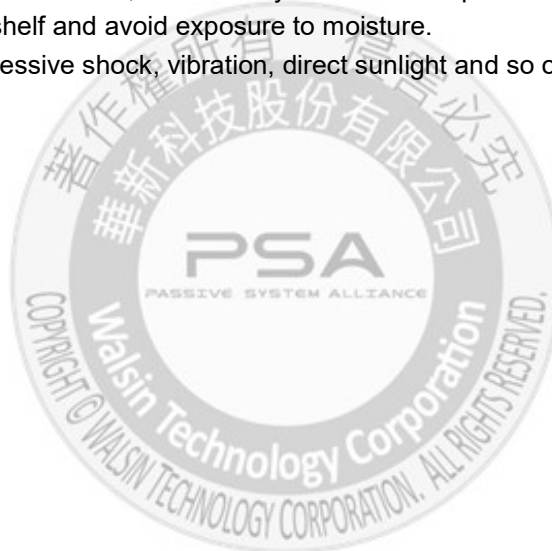 shelf and avoid exposure to moisture.
essive shock, vibration, direct sunlight and so
著作權所有 侵害必究
華新科技股份有限公司
PSA
PASSIVE SYSTEM ALLIANCE
Walsin Technology Corporation
COPYRIGHT © WALSIN TECHNOLOGY CORPORATION. ALL RIGHTS RESERVED.